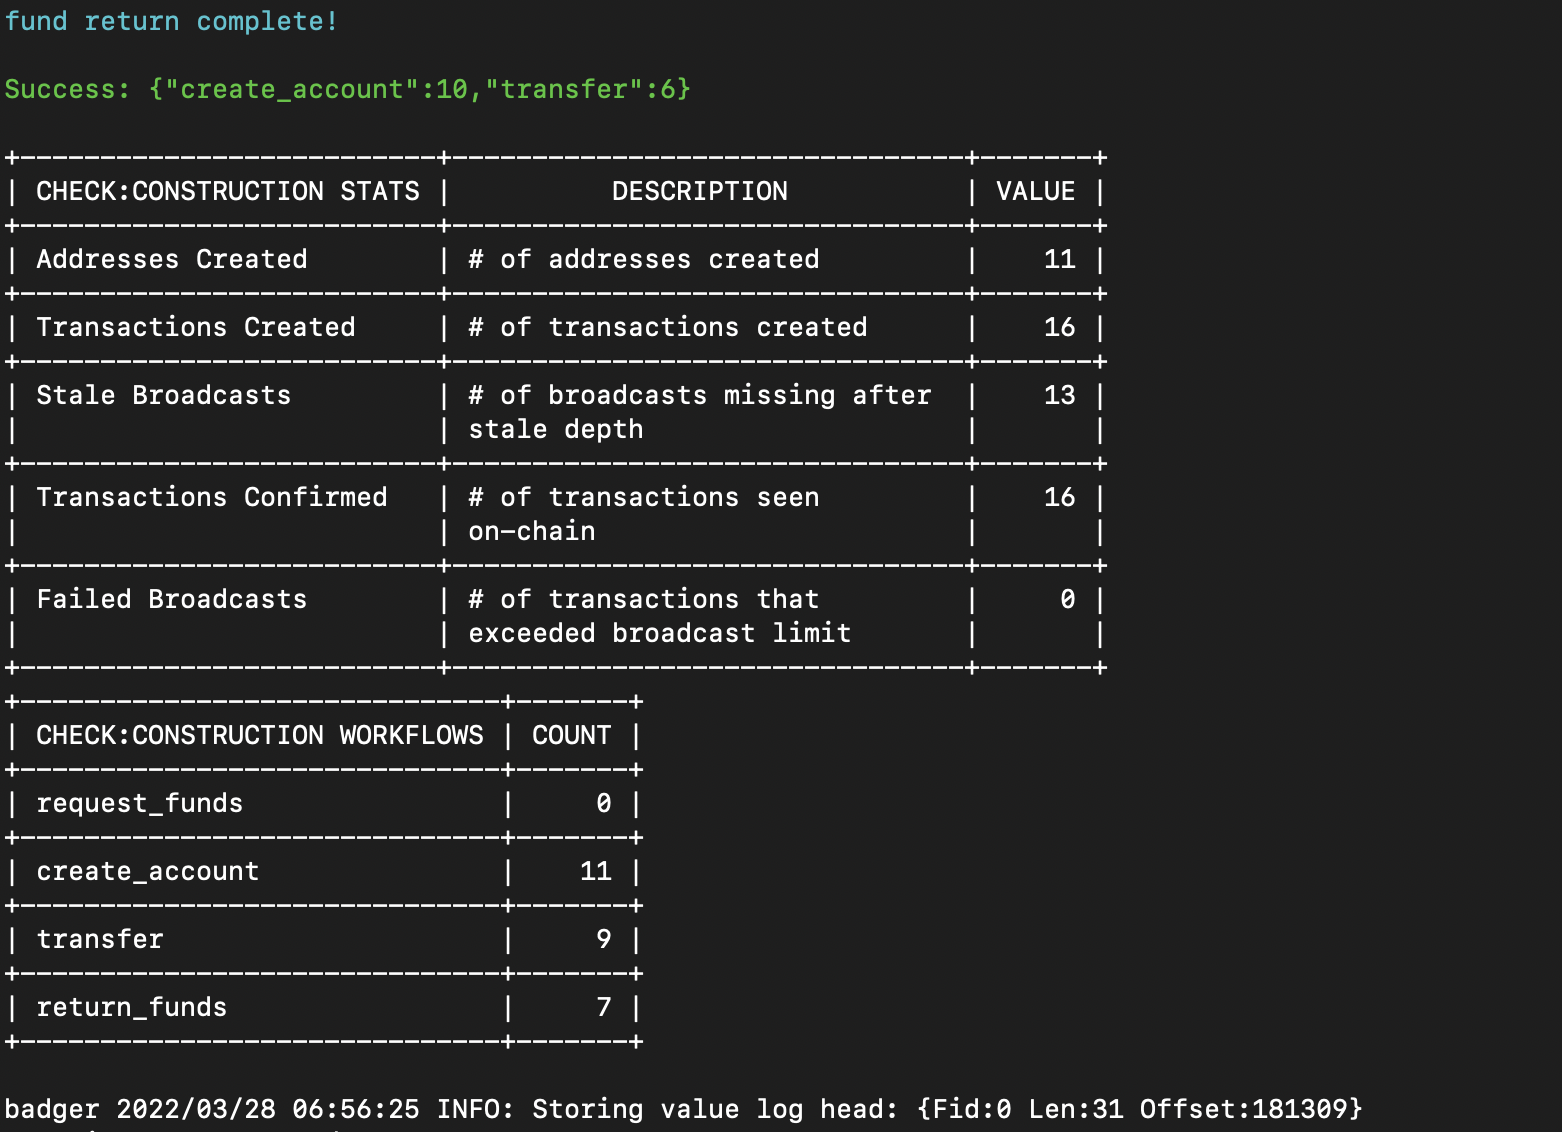 fund return complete!
Success: {"create_account":10,"transfer":6}
+--------------------------+--------------------------------+-------+
| CHECK:CONSTRUCTION STATS |          DESCRIPTION           | VALUE |
+--------------------------+--------------------------------+-------+
| Addresses Created        | # of addresses created         |    11 |
+--------------------------+--------------------------------+-------+
| Transactions Created     | # of transactions created      |    16 |
+--------------------------+--------------------------------+-------+
| Stale Broadcasts         | # of broadcasts missing after  |    13 |
|                          | stale depth                    |       |
+--------------------------+--------------------------------+-------+
| Transactions Confirmed   | # of transactions seen         |    16 |
|                          | on-chain                       |       |
+--------------------------+--------------------------------+-------+
| Failed Broadcasts        | # of transactions that         |     0 |
|                          | exceeded broadcast limit       |       |
+--------------------------+--------------------------------+-------+
+------------------------------+-------+
| CHECK:CONSTRUCTION WORKFLOWS | COUNT |
+------------------------------+-------+
| request_funds                |     0 |
+------------------------------+-------+
| create_account               |    11 |
+------------------------------+-------+
| transfer                     |     9 |
+------------------------------+-------+
| return_funds                 |     7 |
+------------------------------+-------+
badger 2022/03/28 06:56:25 INFO: Storing value log head: {Fid:0 Len:31 Offset:181309}